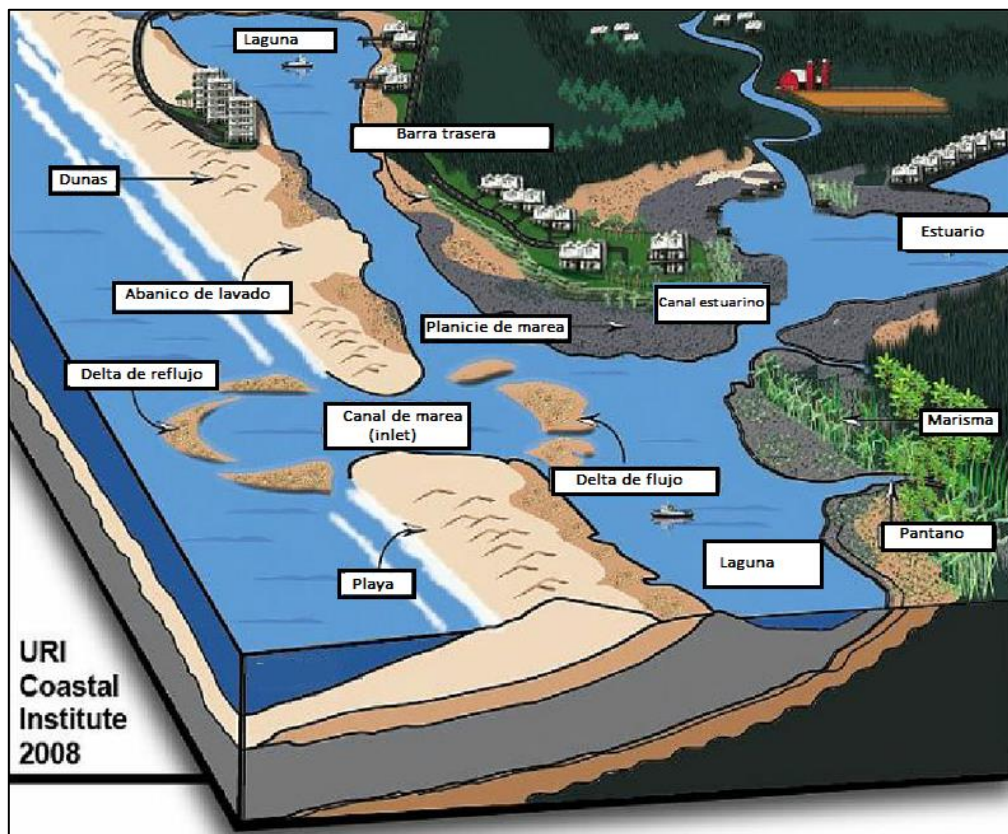 Laguna
Barra trasera
Dunas
Estuario
Abanico de lavado
Canal estuarino
Planicie de marea
Delta de reflujo
Canal de marea
(inlet)
Marisma
Delta de flujo
Pantano
Laguna
Playa
URI
Coastal
Institute
2008